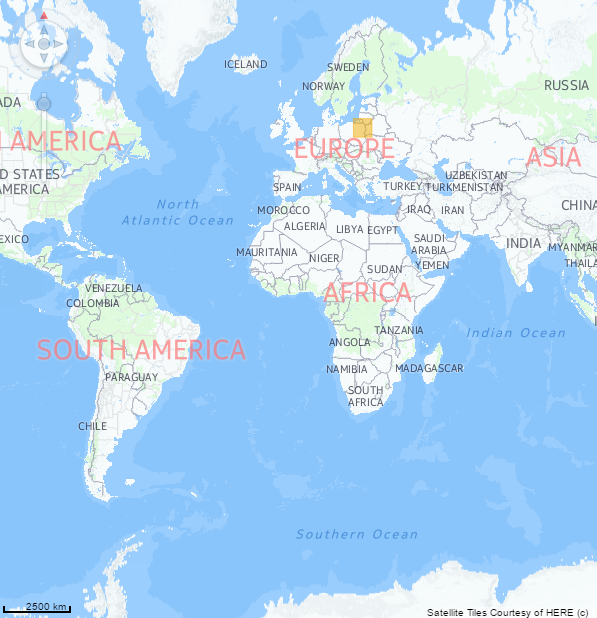 ICELAND
SWEDEN
NORWAY
RUSSIA
ADA
AMERICA
EUROPE
ASIA
D STATES
AMERICA
UZBEKISTAN
TURKEY
TURKMENISTAN
SPAIN
North
Atlantic Ocean
CHINA
MOROCCO
IRAQ
IRAN
ALGERIA
LIBYA
EGYPT
EXICO
SAUDI
ARABIA
INDIA
MYANMAR
MAURITANIA
NIGER
SUDAN
YEMEN
THAILA
VENEZUELA
AFRICA
COLOMBIA
TANZANIA
Indian Ocean
SOUTH AMERICA
ANGOLA
PARAGUAY
NAMIBIA
MADAGASCAR
SOUTH
AFRICA
CHILE
Southern Ocean
2500 km
Satellite Tiles Courtesy of HERE (c)